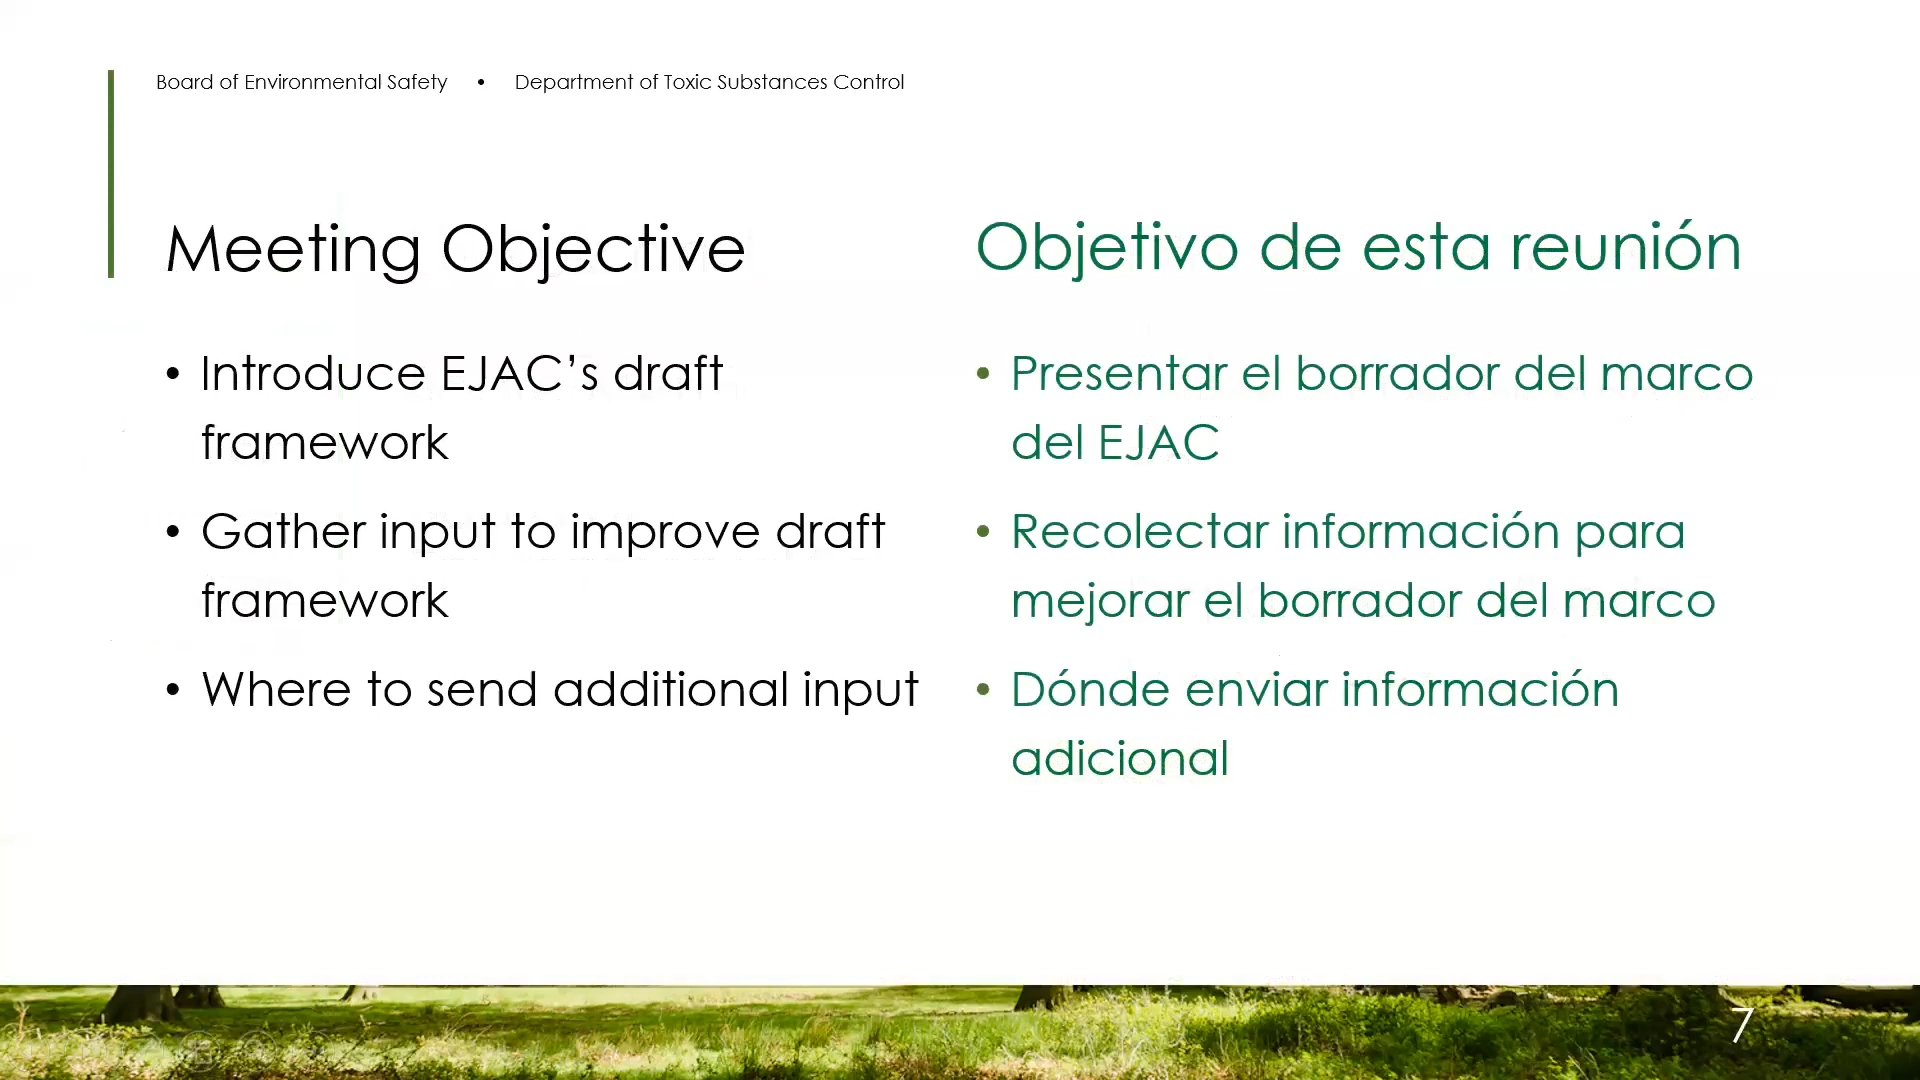 Board of Environmental Safety • Department of Toxic Substances Control
Meeting Objective
• Introduce EJAC’s draft
framework
• Gather input to improve draft
framework
• Where to send additional input
Objetivo de esta reunión
• Presentar el borrador del marco
del EJAC
• Recolectar información para
mejorar el borrador del marco
• Dónde enviar información
adicional
7